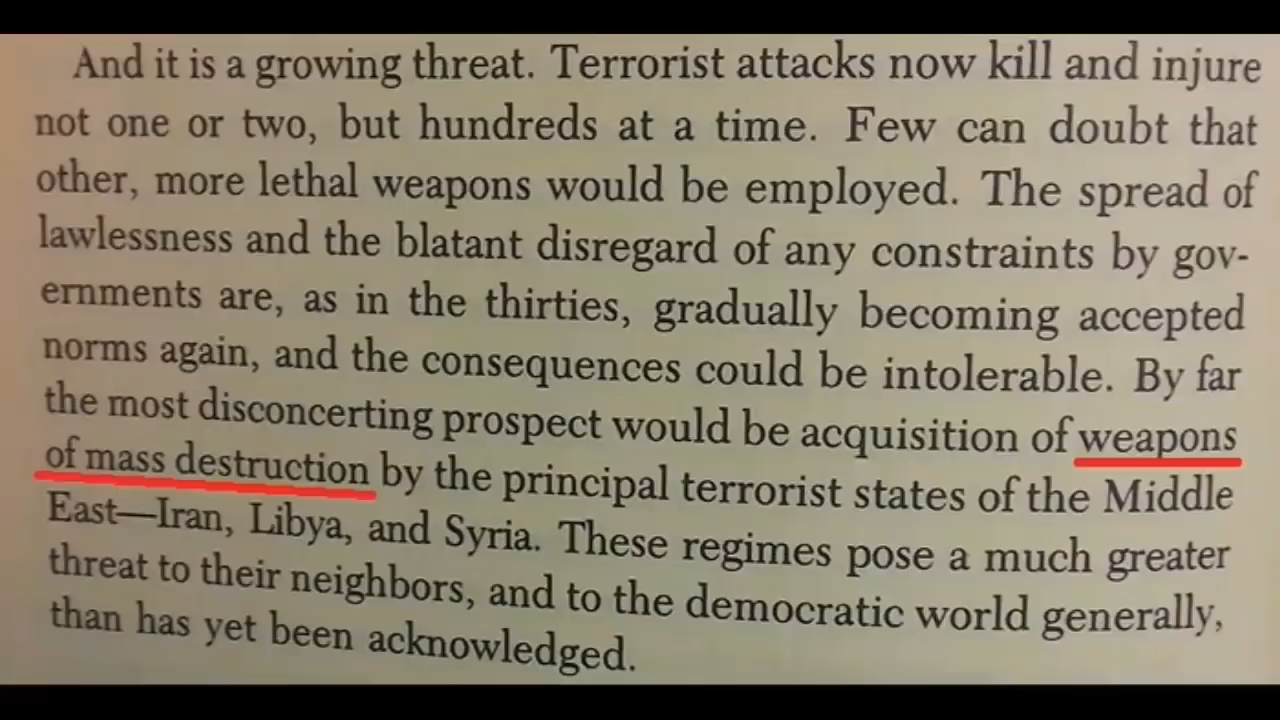 And it is a growing threat. Terrorist attacks now kill and injure
not one or two, but hundreds at a time. Few can doubt that
other, more lethal weapons would be employed. The spread of
lawlessness and the blatant disregard of any constraints by gov-
ernments are, as in the thirties, gradually becoming accepted
norms again, and the consequences could be intolerable. By far
the most disconcerting prospect would be acquisition of weapons
of mass destruction by the principal terrorist states of the Middle
East—Iran, Libya, and Syria. These regimes pose a much greater
threat to their neighbors, and to the democratic world generally,
than has yet been acknowledged.